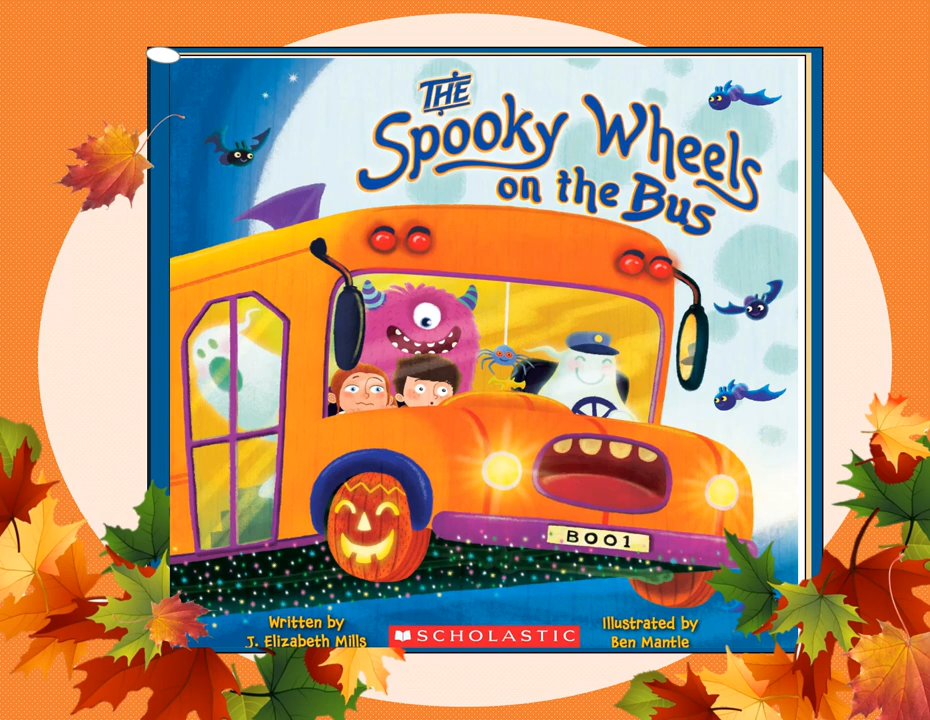 THE
Spooky Wheels
on the Bus
BOO1
Written by
J. Elizabeth Mills
SCHOLASTIC
Illustrated by
Ben Mantle